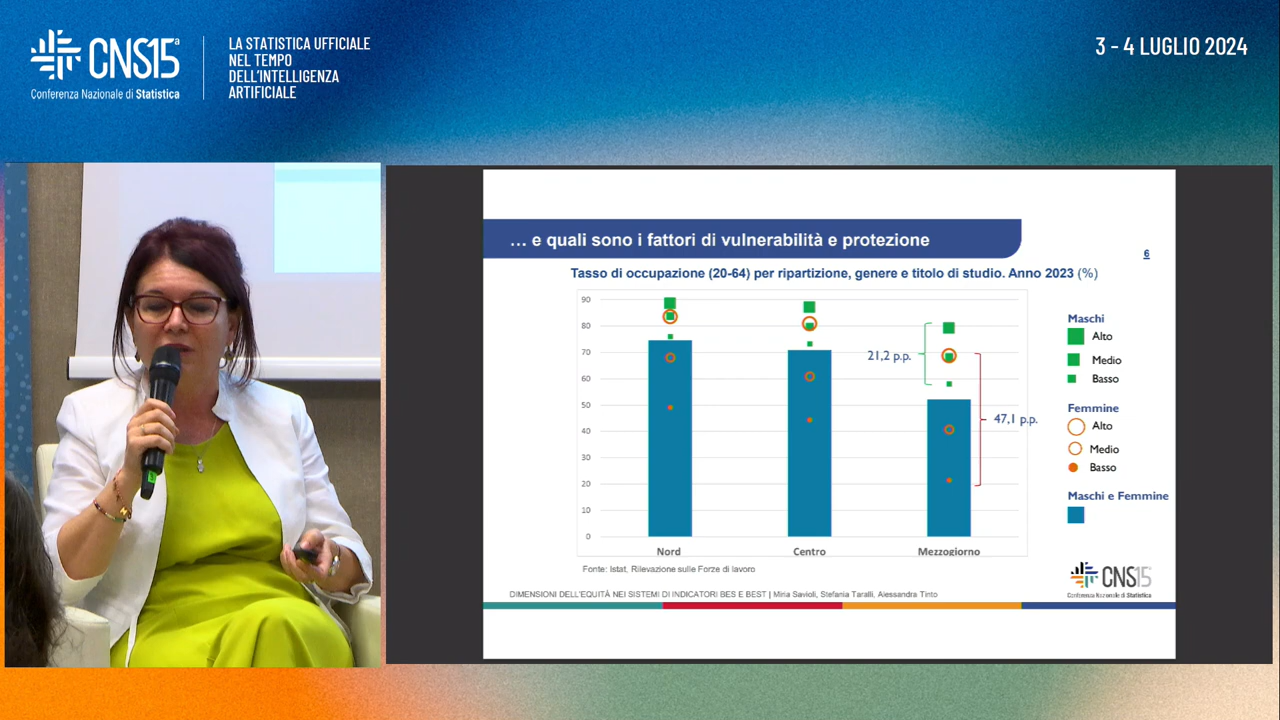 CNS15ª
Conferenza Nazionale di Statistica
LA STATISTICA UFFICIALE
NEL TEMPO
DELL'INTELLIGENZA
ARTIFICIALE
3 - 4 LUGLIO 2024
… e quali sono i fattori di vulnerabilità e protezione
6
Tasso di occupazione (20-64) per ripartizione, genere e titolo di studio. Anno 2023 (%)
90
80
70
60
50
40
30
20
10
0
21,2 p.p.
47,1 p.p.
Nord
Centro
Mezzogiorno
Maschi
Alto
Medio
Basso
Femmine
Alto
Medio
Basso
Maschi e Femmine
Fonte: Istat, Rilevazione sulle Forze di lavoro
DIMENSIONI DELL'EQUITÀ NEI SISTEMI DI INDICATORI BES E BEST | Miria Savioli, Stefania Taralli, Alessandra Tinto
CNS15ª
Conferenza Nazionale di Statistica